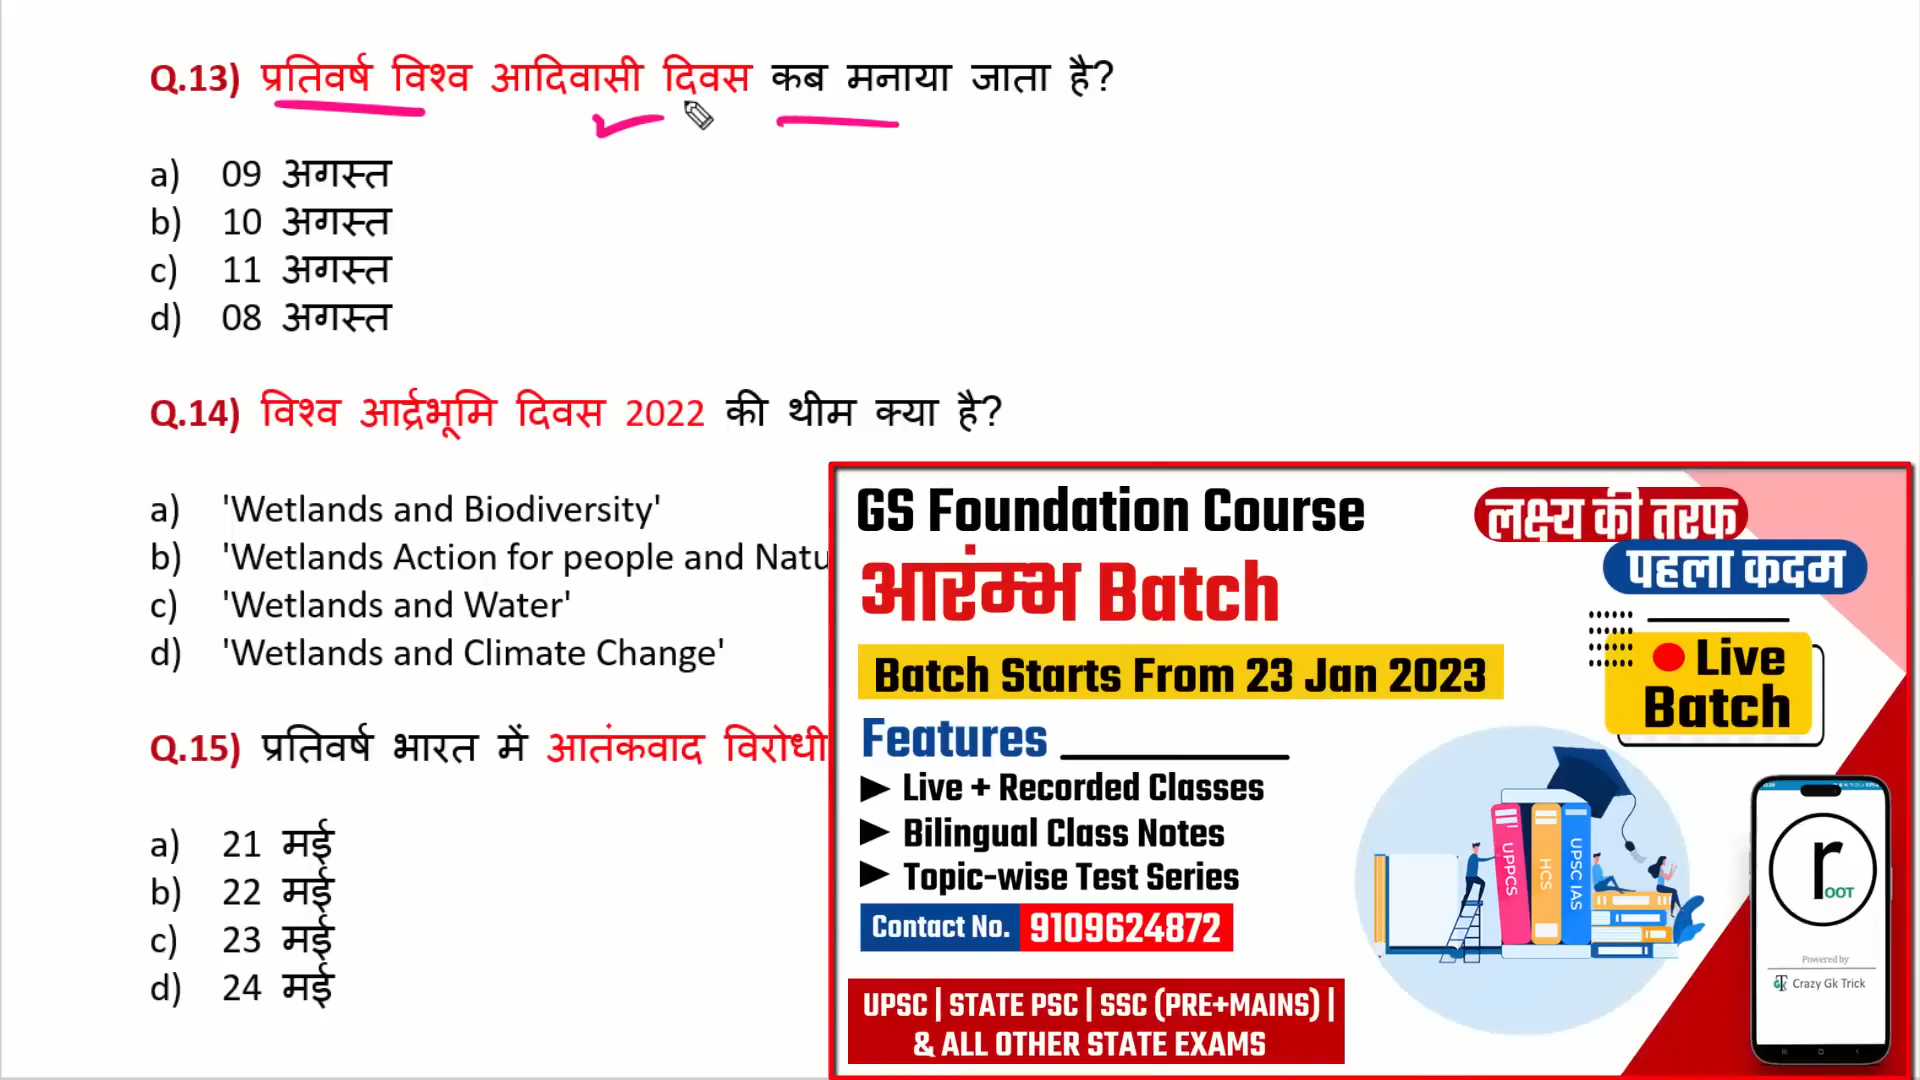 Q.13) प्रतिवर्ष विश्व आदिवासी दिवस कब मनाया जाता है?
a) 09 अगस्त
b) 10 अगस्त
c) 11 अगस्त
d) 08 अगस्त
Q.14) विश्व आर्द्रभूमि दिवस 2022 की थीम क्या है?
a) 'Wetlands and Biodiversity'
b) 'Wetlands Action for people and Natu
c) 'Wetlands and Water'
d) 'Wetlands and Climate Change'
Q.15) प्रतिवर्ष भारत में आतंकवाद विरोधी
a) 21 मई
b) 22 मई
c) 23 मई
d) 24 मई
GS Foundation Course
आरंम्भ Batch
Batch Starts From 23 Jan 2023
Features
Live + Recorded Classes
Bilingual Class Notes
Topic-wise Test Series
Contact No. 9109624872
UPSC | STATE PSC | SSC (PRE+MAINS) |
& ALL OTHER STATE EXAMS
लक्ष्य की तरफ
पहला कदम
Live
Batch
UPPCS
HCS
UPSC IAS
rOOT
Powered by
Crazy Gk Trick